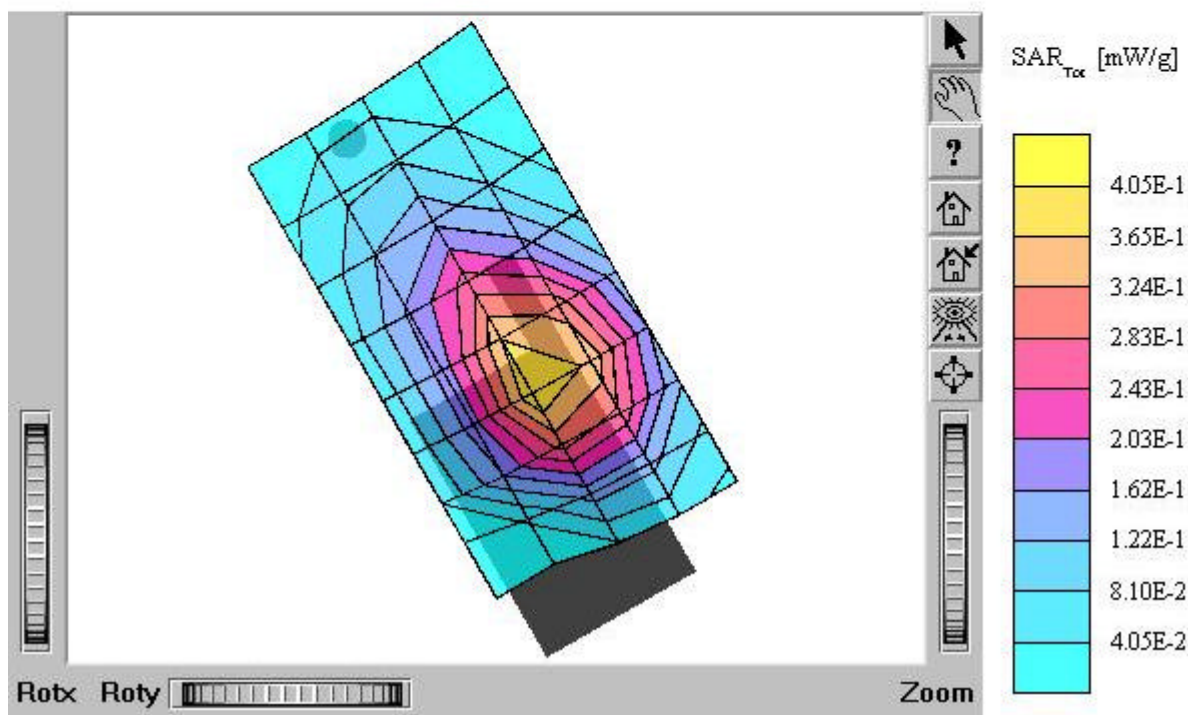 SAR_Tot [mW/g]
?
4.05E-1
3.65E-1
3.24E-1
2.83E-1
2.43E-1
2.03E-1
1.62E-1
1.22E-1
8.10E-2
4.05E-2
Rotx Roty Zoom